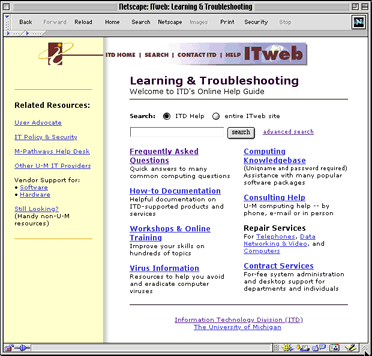 Netscape: ITweb: Learning & Troubleshooting
Back Forward Reload Home Search Netscape Images Print Security Stop
N
ITD HOME | SEARCH | CONTACT ITD | HELP ITweb
Learning & Troubleshooting
Welcome to ITD's Online Help Guide
Related Resources:
User Advocate
IT Policy & Security
M-Pathways Help Desk
Other U-M IT Providers
Vendor Support for:
• Software
• Hardware
Still Looking?
(Handy non-U-M
resources)
Search: ITD Help entire ITweb site
search advanced search
Frequently Asked
Questions
Quick answers to many
common computing questions
How-to Documentation
Helpful documentation on
ITD-supported products and
services
Workshops & Online
Training
Improve your skills on
hundreds of topics
Virus Information
Resources to help you avoid
and eradicate computer
viruses
Computing
Knowledgebase
(Uniqname and password required)
Assistance with many popular
software packages
Consulting Help
U-M computing help -- by
phone, e-mail or in person
Repair Services
For Telephones, Data
Networking & Video, and
Computers
Contract Services
For-fee system administration
and desktop support for
departments and individuals
Information Technology Division (ITD)
The University of Michigan